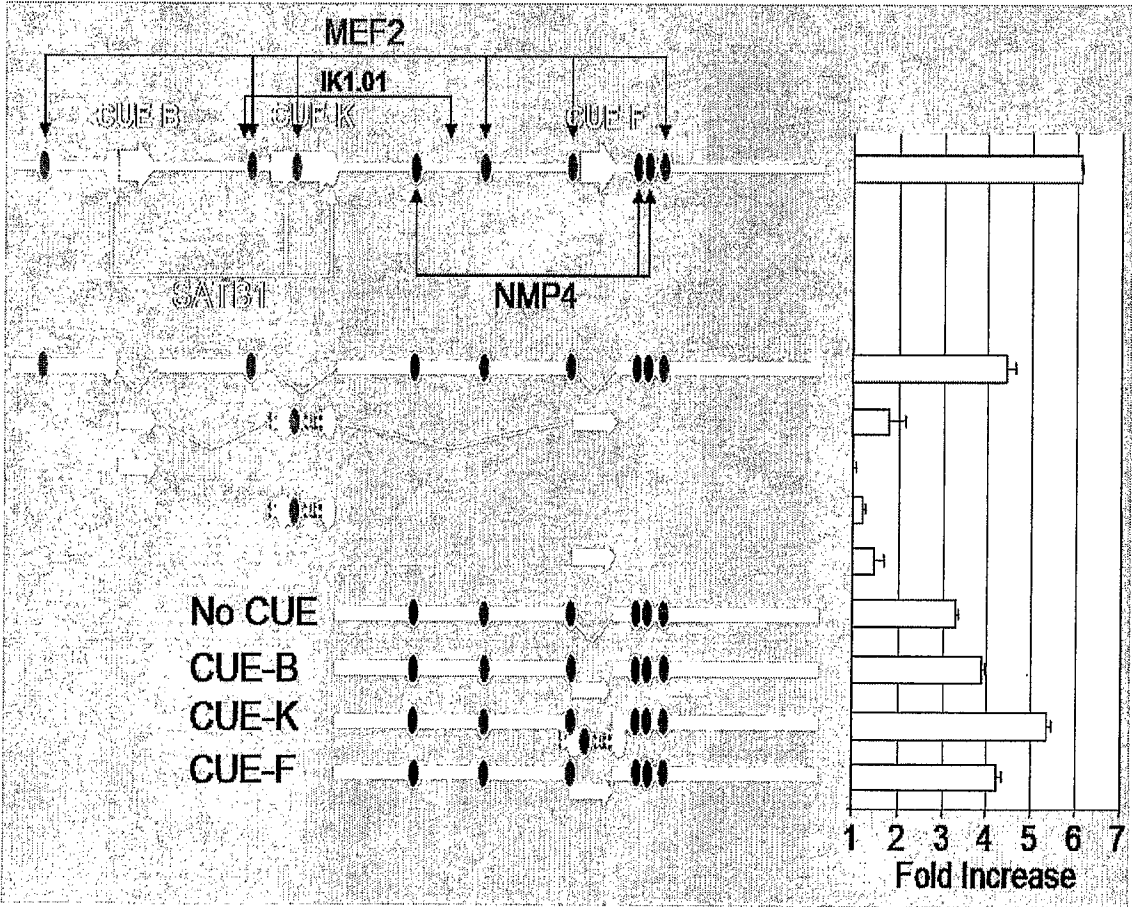 MEF2
IK1.01
CUE B
CUE-K
CUE F
SATB1
NMP4
No CUE
CUE-B
CUE-K
CUE-F
1 2 3 4 5 6 7
Fold Increase